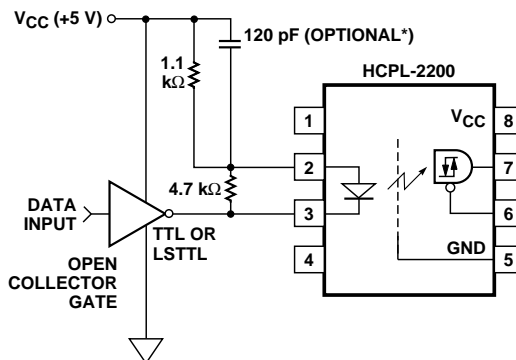 VCC (+5 V)
120 pF (OPTIONAL*)
1.1
kΩ
HCPL-2200
1
VCC
8
2
7
4.7 kΩ
DATA
INPUT
3
6
TTL OR
LSTTL
4
GND
5
OPEN
COLLECTOR
GATE